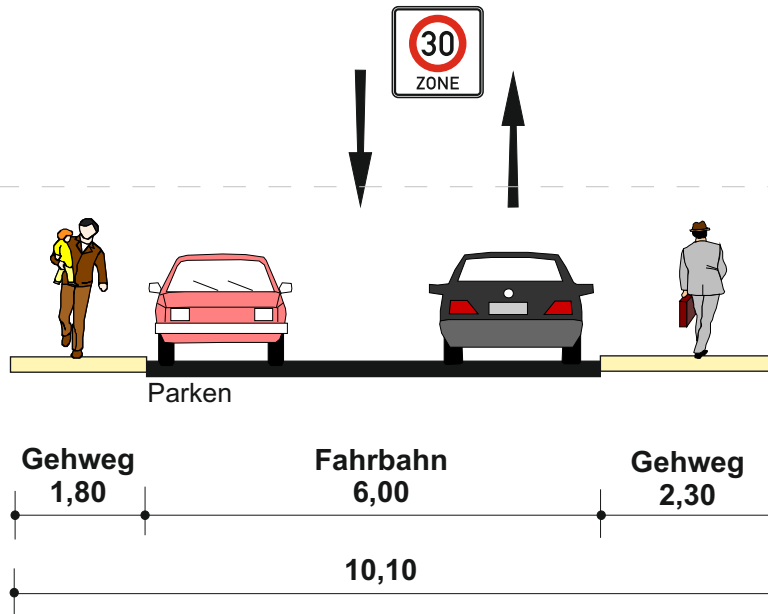 30
ZONE
Parken
Gehweg
1,80
Fahrbahn
6,00
Gehweg
2,30
10,10